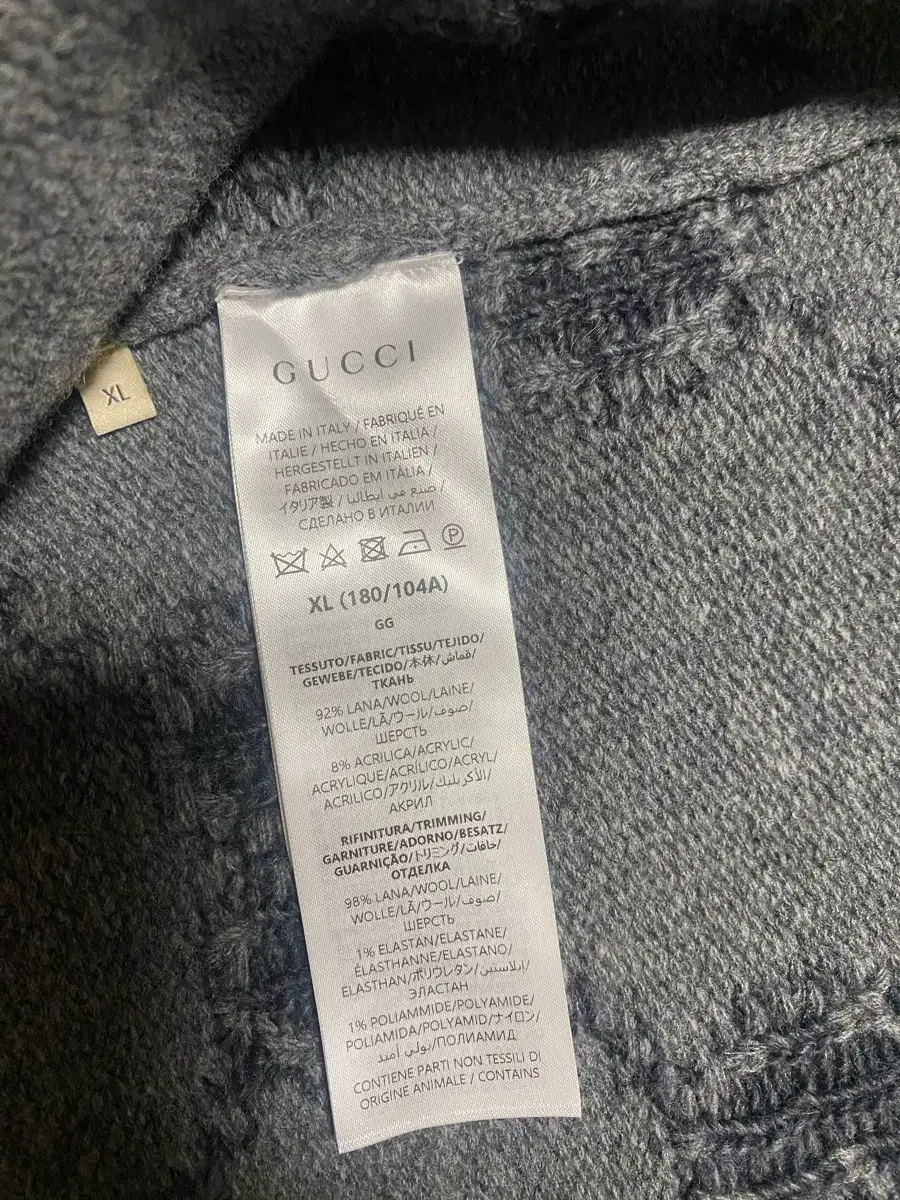 XL
GUCCI
MADE IN ITALY / FABRIQUÉ EN
ITALIE / HECHO EN ITALIA /
HERGESTELLT IN ITALIEN /
FABRICADO EM ITÁLIA /
イタリア製 / صنع في ايطاليا /
СДЕЛАНО В ИТАЛИИ
P
XL (180/104A)
GG
TESSUTO/FABRIC/TISSU/TEJIDO/
GEWEBE/TECIDO/本体/قماش/
ТКАНЬ
92% LANA/WOOL/LAINE/
WOLLE/LÃ/ウール/صوف/
ШЕРСТЬ
8% ACRILICA/ACRYLIC/
ACRYLIQUE/ACRÍLICO/ACRYL/
ACRILICO/アクリル/الأكريليك/
АКРИЛ
RIFINITURA/TRIMMING/
GARNITURE/ADORNO/BESATZ/
GUARNIÇÃO/トリミング/حافات/
ОТДЕЛКА
98% LANA/WOOL/LAINE/
WOLLE/LÃ/ウール/صوف/
ШЕРСТЬ
1% ELASTAN/ELASTANE/
ÉLASTHANNE/ELASTANO/
ELASTHAN/ポリウレタン/إيلاستين/
ЭЛАСТАН
1% POLIAMMIDE/POLYAMIDE/
POLIAMIDA/POLYAMID/ナイロン/
بولي أميد/ПОЛИАМИД
CONTIENE PARTI NON TESSILI DI
ORIGINE ANIMALE / CONTAINS